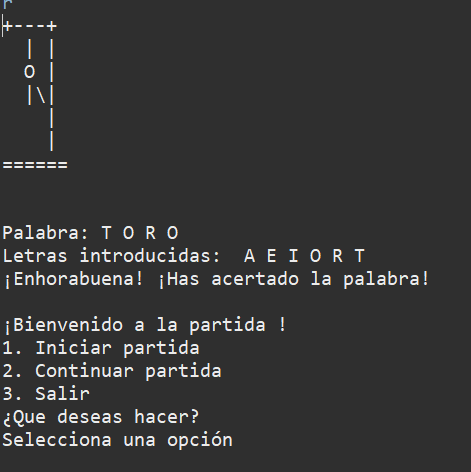 r
+---+
  | |
  O |
  |\|
    |
    |
======
Palabra: T O R O
Letras introducidas:  A E I O R T
¡Enhorabuena! ¡Has acertado la palabra!
¡Bienvenido a la partida !
1. Iniciar partida
2. Continuar partida
3. Salir
¿Que deseas hacer?
Selecciona una opción